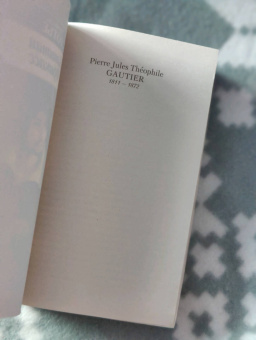 Pierre Jules Théophile
GAUTIER
1811 – 1872